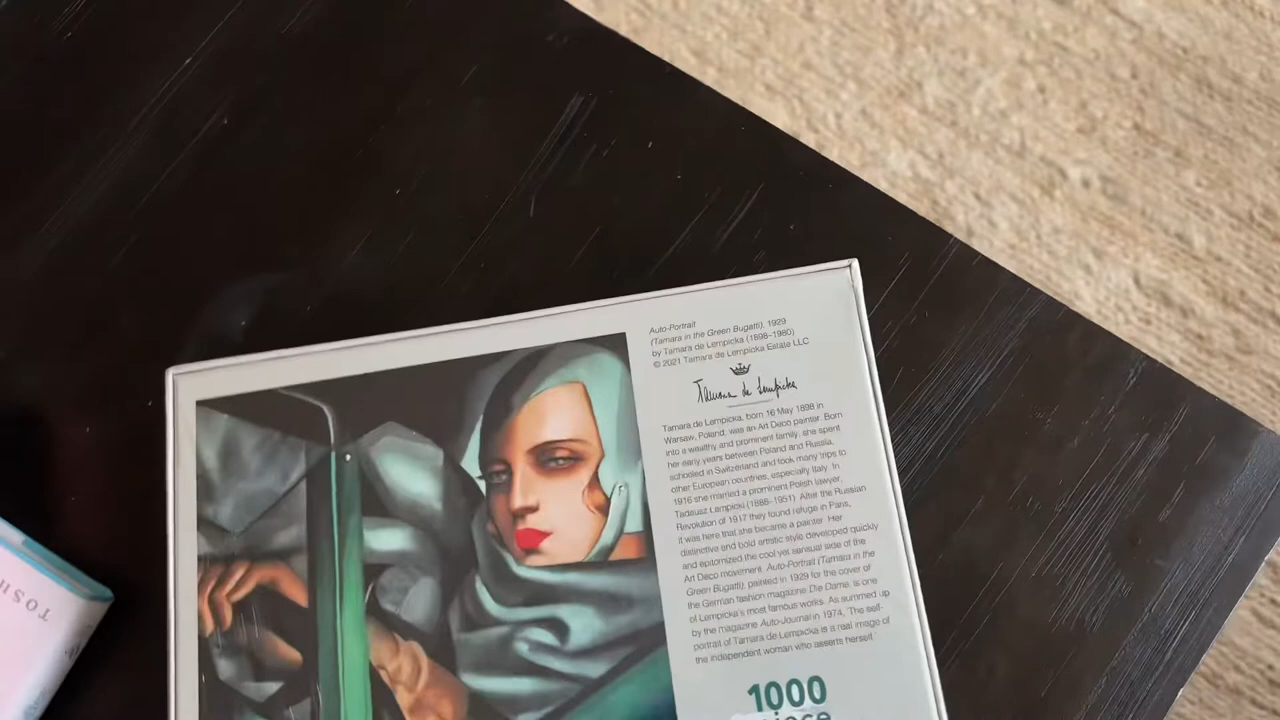 Auto-Portrait
(Tamara in the Green Bugatti), 1929
by Tamara de Lempicka (1898–1980)
© 2021 Tamara de Lempicka Estate LLC
Tamara de Lempicka
Tamara de Lempicka, born 16 May 1898 in
Warsaw, Poland, was an Art Deco painter. Born
into a wealthy and prominent family, she spent
her early years between Poland and Russia,
schooled in Switzerland and took many trips to
other European countries, especially Italy. In
1916 she married a prominent Polish lawyer,
Tadeusz Łempicki (1888–1951). After the Russian
Revolution of 1917 they found refuge in Paris,
it was here that she became a painter. Her
distinctive and bold artistic style developed quickly
and epitomized the cool yet sensual side of the
Art Deco movement. Auto-Portrait (Tamara in the
Green Bugatti), painted in 1929 for the cover of
the German fashion magazine Die Dame, is one
of Lempicka's most famous works. As summed up
by the magazine Auto-Journal in 1974, 'The self-
portrait of Tamara de Lempicka is a real image of
the independent woman who asserts herself.'
1000
piece
TOSH